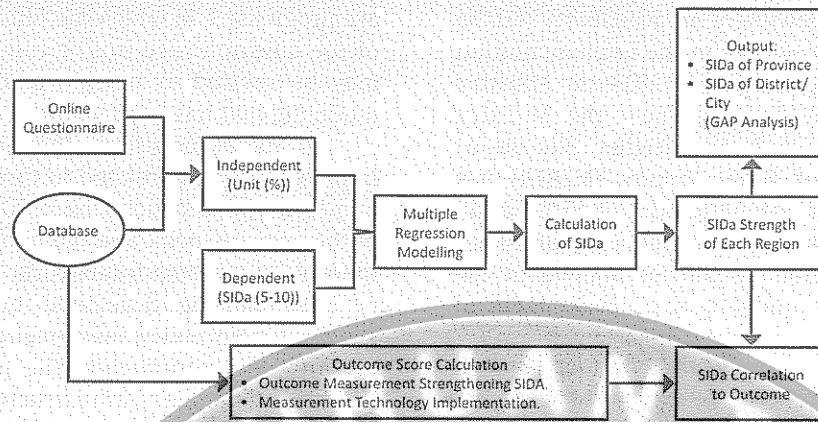 Output:
• SIDa of Province
• SIDa of District/
City
(GAP Analysis)
Online
Questionnaire
Independent
(Unit (%))
Database
Multiple
Regression
Modelling
Calculation
of SIDa
SIDa Strength
of Each Region
Dependent
(SIDa (5-10))
Outcome Score Calculation
• Outcome Measurement Strengthening SIDA.
• Measurement Technology Implementation.
SIDa Correlation
to Outcome